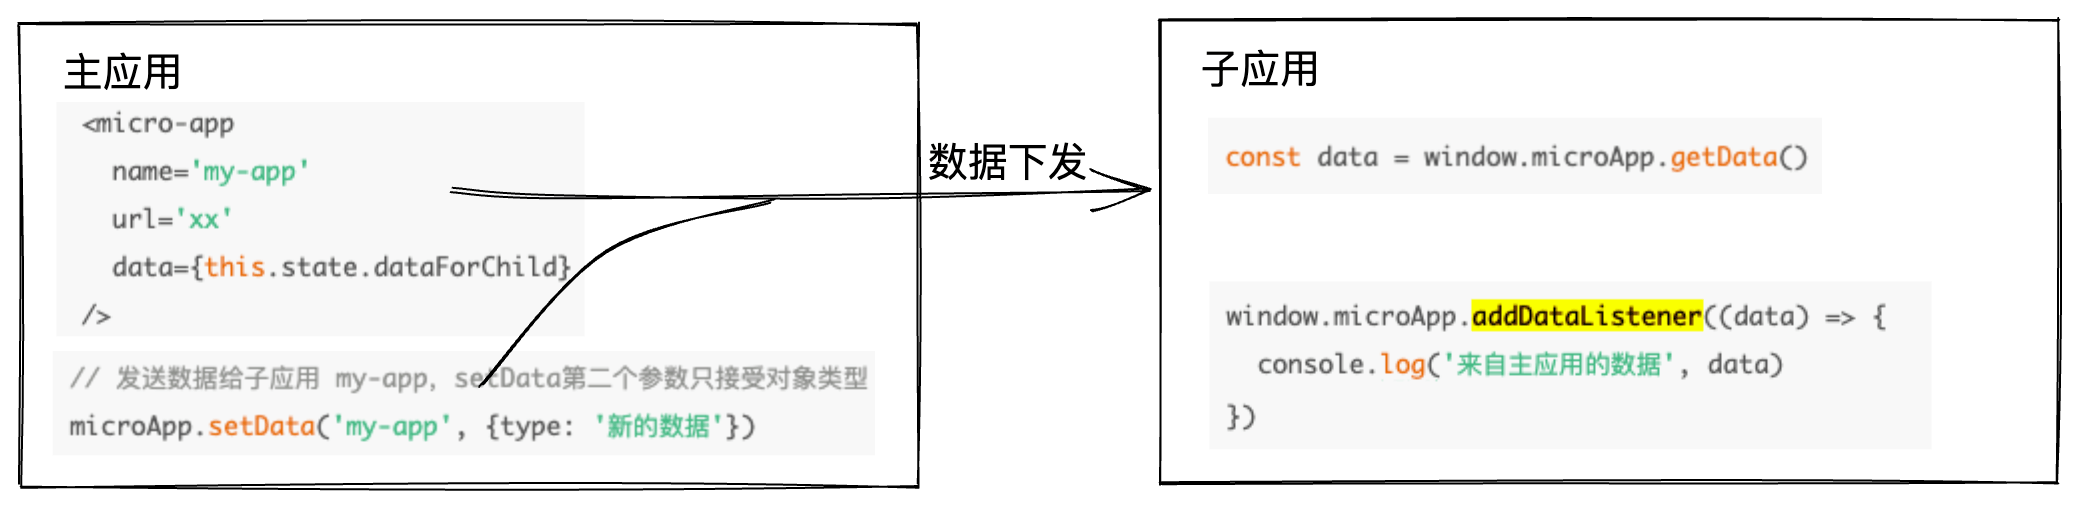 主应用
<micro-app
name='my-app'
url='xx'
data={this.state.dataForChild}
/>
// 发送数据给子应用 my-app，setData第二个参数只接受对象类型
microApp.setData('my-app', {type: '新的数据'})
数据下发
子应用
const data = window.microApp.getData()
window.microApp.addDataListener((data) => {
console.log('来自主应用的数据', data)
})